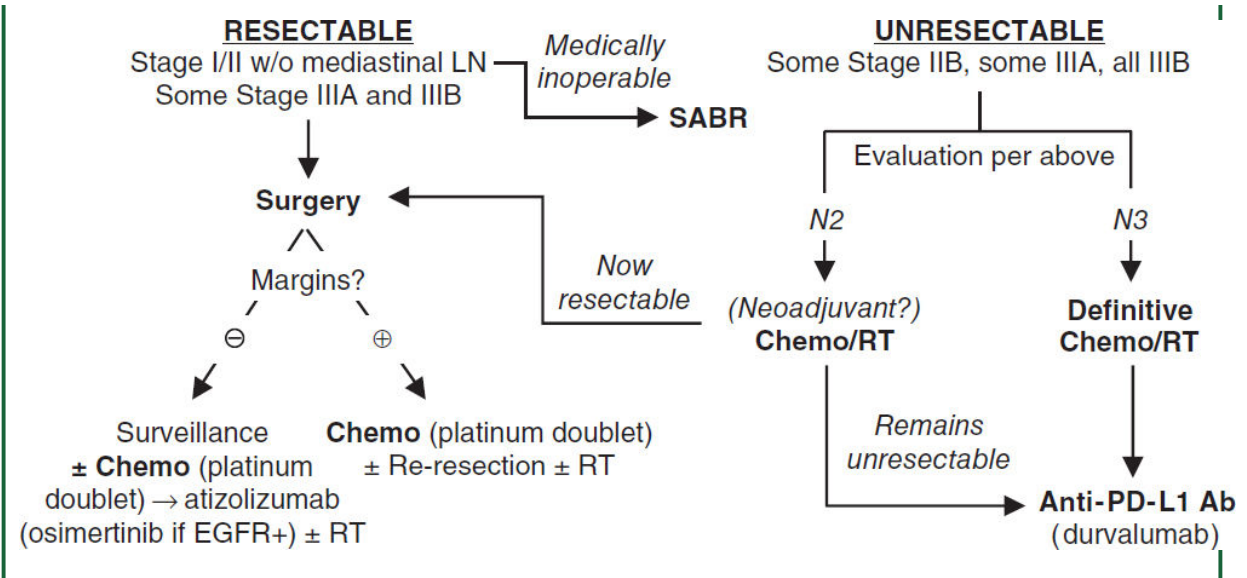 RESECTABLE
Stage I/II w/o mediastinal LN
Some Stage IIIA and IIIB
Medically
inoperable
SABR
Surgery
Margins?
⊖
⊕
Surveillance
± Chemo (platinum
doublet) → atizolizumab
(osimertinib if EGFR+) ± RT
Chemo (platinum doublet)
± Re-resection ± RT
Now
resectable
UNRESECTABLE
Some Stage IIB, some IIIA, all IIIB
Evaluation per above
N2
N3
(Neoadjuvant?)
Chemo/RT
Definitive
Chemo/RT
Remains
unresectable
Anti-PD-L1 Ab
(durvalumab)